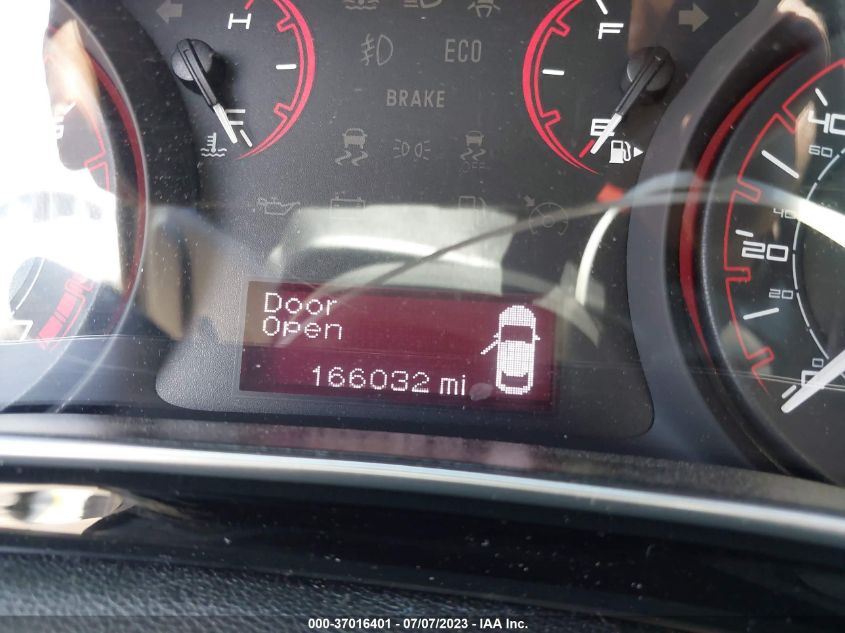 H
F
ECO
BRAKE
E
OFF
40
60
40
20
20
0
Door
Open
166032 mi
000-37016401 - 07/07/2023 - IAA Inc.